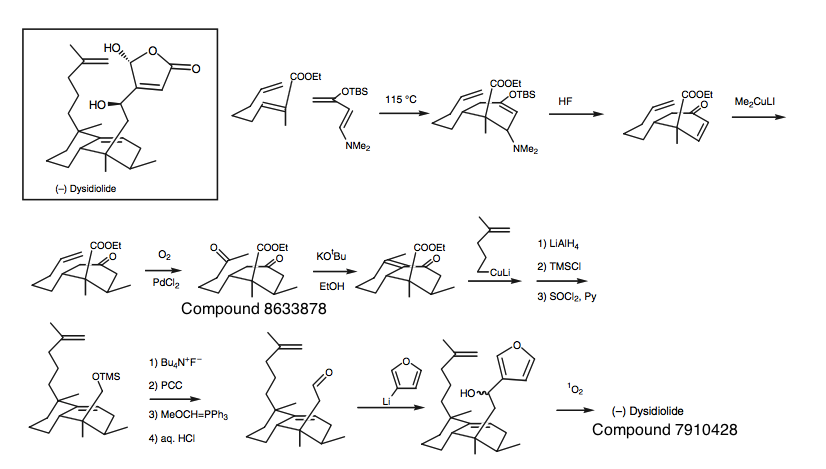 HO
O
O
HO
(–) Dysidiolide
COOEt
OTBS
NMe2
115 °C
COOEt
OTBS
NMe2
HF
COOEt
O
Me2CuLI
COOEt
O
O2
PdCl2
O
COOEt
O
Compound 8633878
KOtBu
EtOH
COOEt
O
CuLi
1) LiAlH4
2) TMSCl
3) SOCl2, Py
OTMS
1) Bu4N+F–
2) PCC
3) MeOCH=PPh3
4) aq. HCl
O
O
Li
HO
O
1O2
(–) Dysidiolide
Compound 7910428